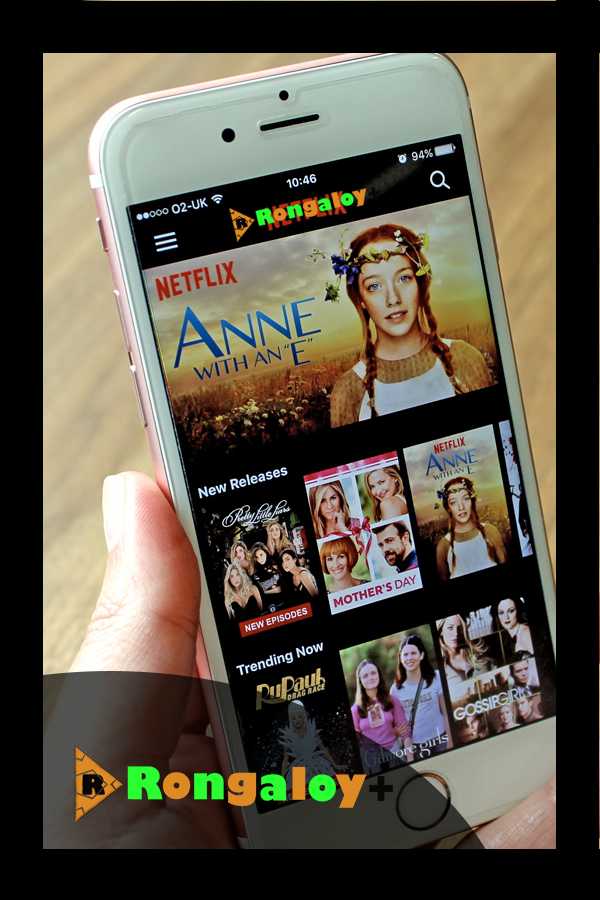 O2-UK
10:46
94%
R Rongaloy
NETFLIX
ANNE
WITH AN "E"
New Releases
Pretty little liars
NEW EPISODES
MOTHER'S DAY
NETFLIX
ANNE
WITH AN "E"
Trending Now
RuPaul's
DRAG RACE
Gilmore girls
GOSSIP GIRL
R Rongaloy+